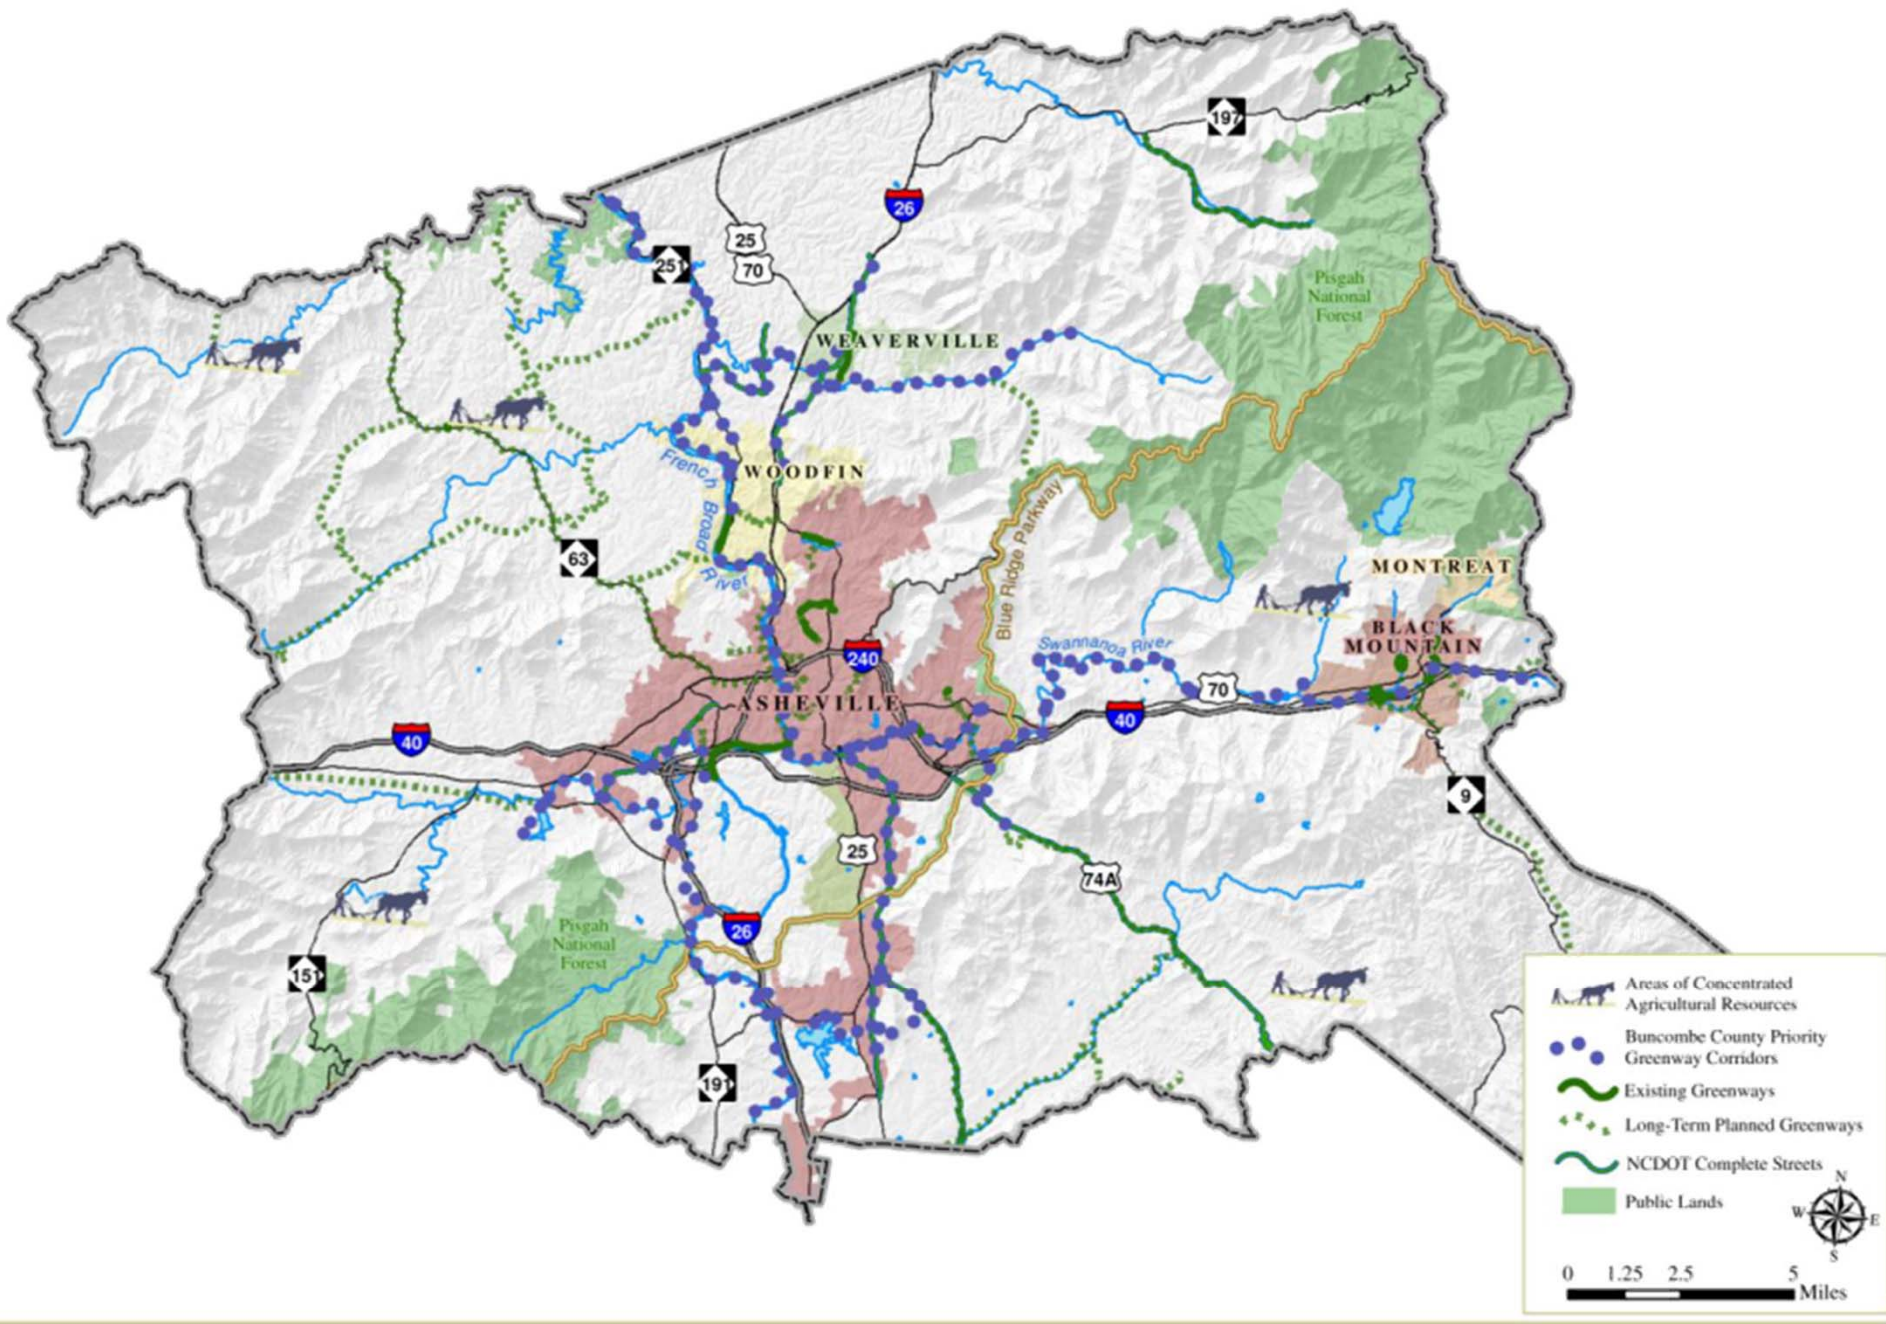 197
26
25
70
251
Pisgah
National
Forest
WEAVERVILLE
WOODFIN
French Broad River
Blue Ridge Parkway
63
MONTREAT
BLACK
MOUNTAIN
Swannanoa River
240
70
ASHEVILLE
40
40
9
25
74A
26
Pisgah
National
Forest
151
191
Areas of Concentrated
Agricultural Resources
Buncombe County Priority
Greenway Corridors
Existing Greenways
Long-Term Planned Greenways
NCDOT Complete Streets
Public Lands
N
W E
S
0 1.25 2.5 5
Miles